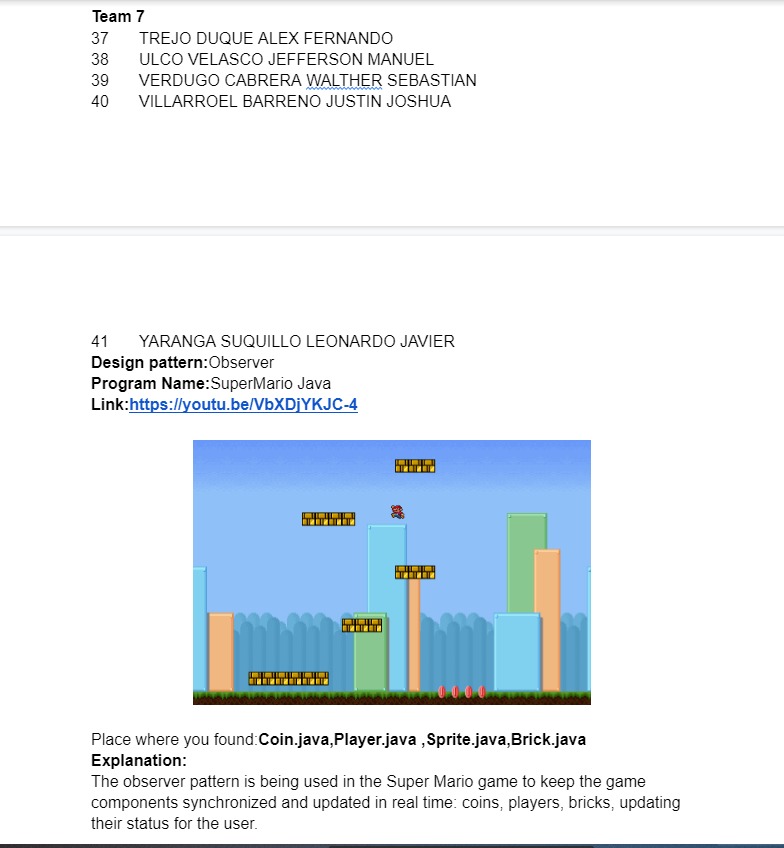 Team 7
37 TREJO DUQUE ALEX FERNANDO
38 ULCO VELASCO JEFFERSON MANUEL
39 VERDUGO CABRERA WALTHER SEBASTIAN
40 VILLARROEL BARRENO JUSTIN JOSHUA
41 YARANGA SUQUILLO LEONARDO JAVIER
Design pattern:Observer
Program Name:SuperMario Java
Link:https://youtu.be/VbXDjYKJC-4
Place where you found:Coin.java,Player.java ,Sprite.java,Brick.java
Explanation:
The observer pattern is being used in the Super Mario game to keep the game
components synchronized and updated in real time: coins, players, bricks, updating
their status for the user.